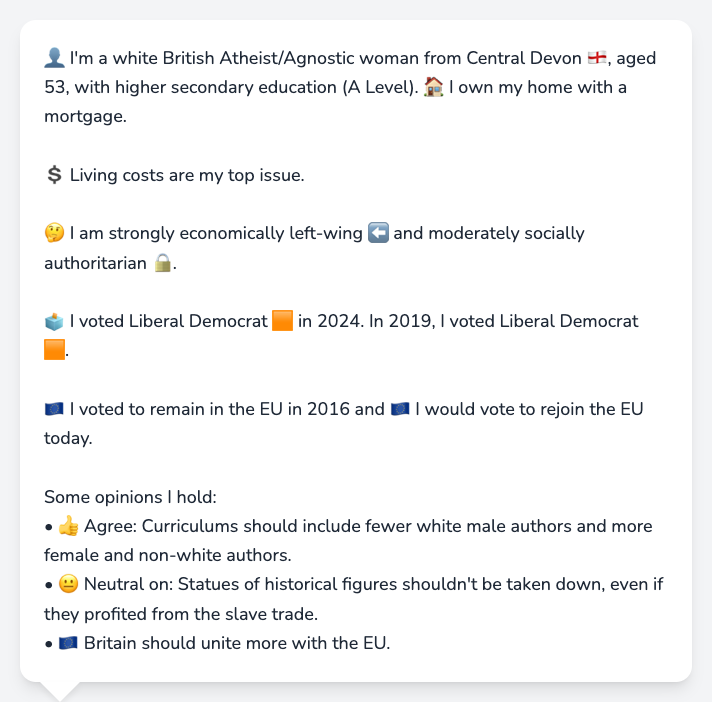 👤 I'm a white British Atheist/Agnostic woman from Central Devon 🏴󠁧󠁢󠁥󠁮󠁧󠁿, aged
53, with higher secondary education (A Level). 🏠 I own my home with a
mortgage.
💲 Living costs are my top issue.
🤔 I am strongly economically left-wing ⬅️ and moderately socially
authoritarian 🔒.
🗳️ I voted Liberal Democrat 🟧 in 2024. In 2019, I voted Liberal Democrat
🟧.
🇪🇺 I voted to remain in the EU in 2016 and 🇪🇺 I would vote to rejoin the EU
today.
Some opinions I hold:
• 👍 Agree: Curriculums should include fewer white male authors and more
female and non-white authors.
• 😐 Neutral on: Statues of historical figures shouldn't be taken down, even if
they profited from the slave trade.
• 🇪🇺 Britain should unite more with the EU.